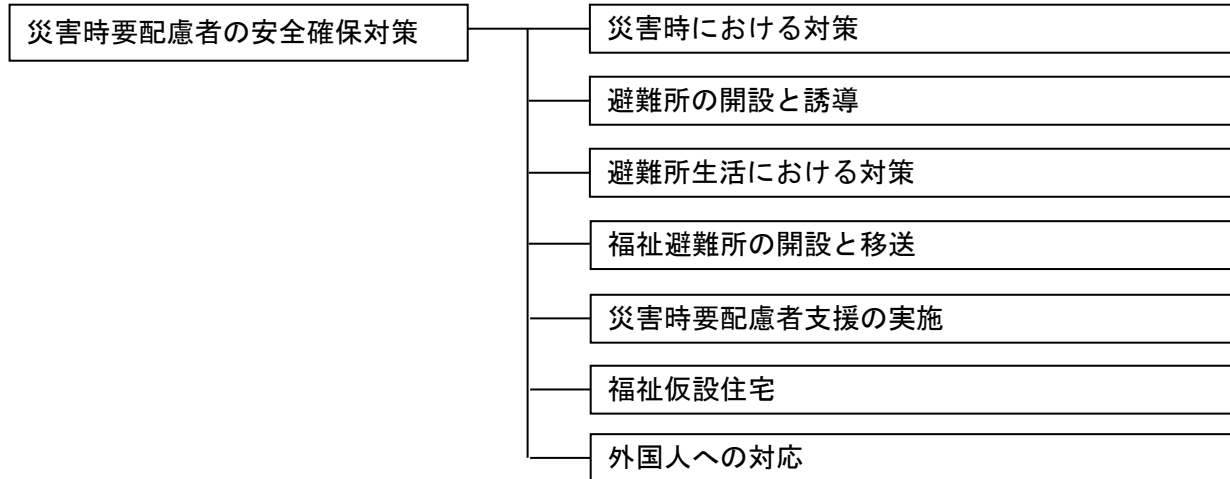 災害時要配慮者の安全確保対策
災害時における対策
避難所の開設と誘導
避難所生活における対策
福祉避難所の開設と移送
災害時要配慮者支援の実施
福祉仮設住宅
外国人への対応